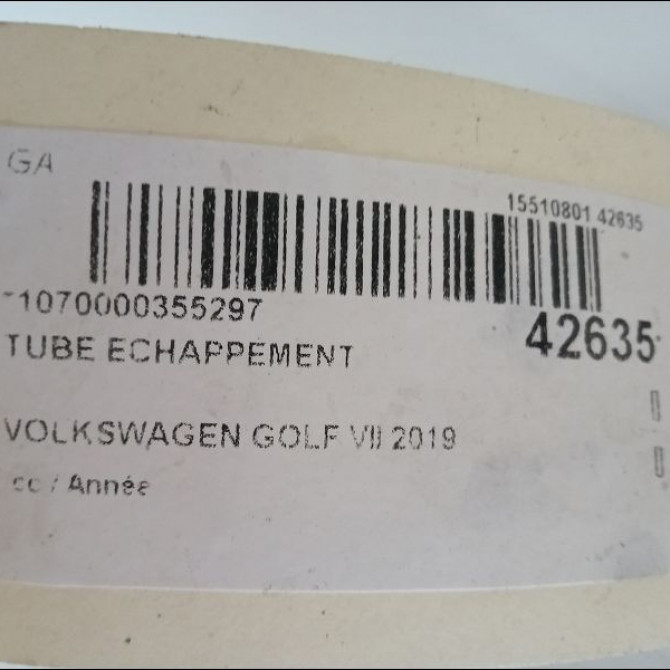 GA
15510801 42635
-1070000355297
42635
TUBE ECHAPPEMENT
VOLKSWAGEN GOLF VII 2019
cc / Année